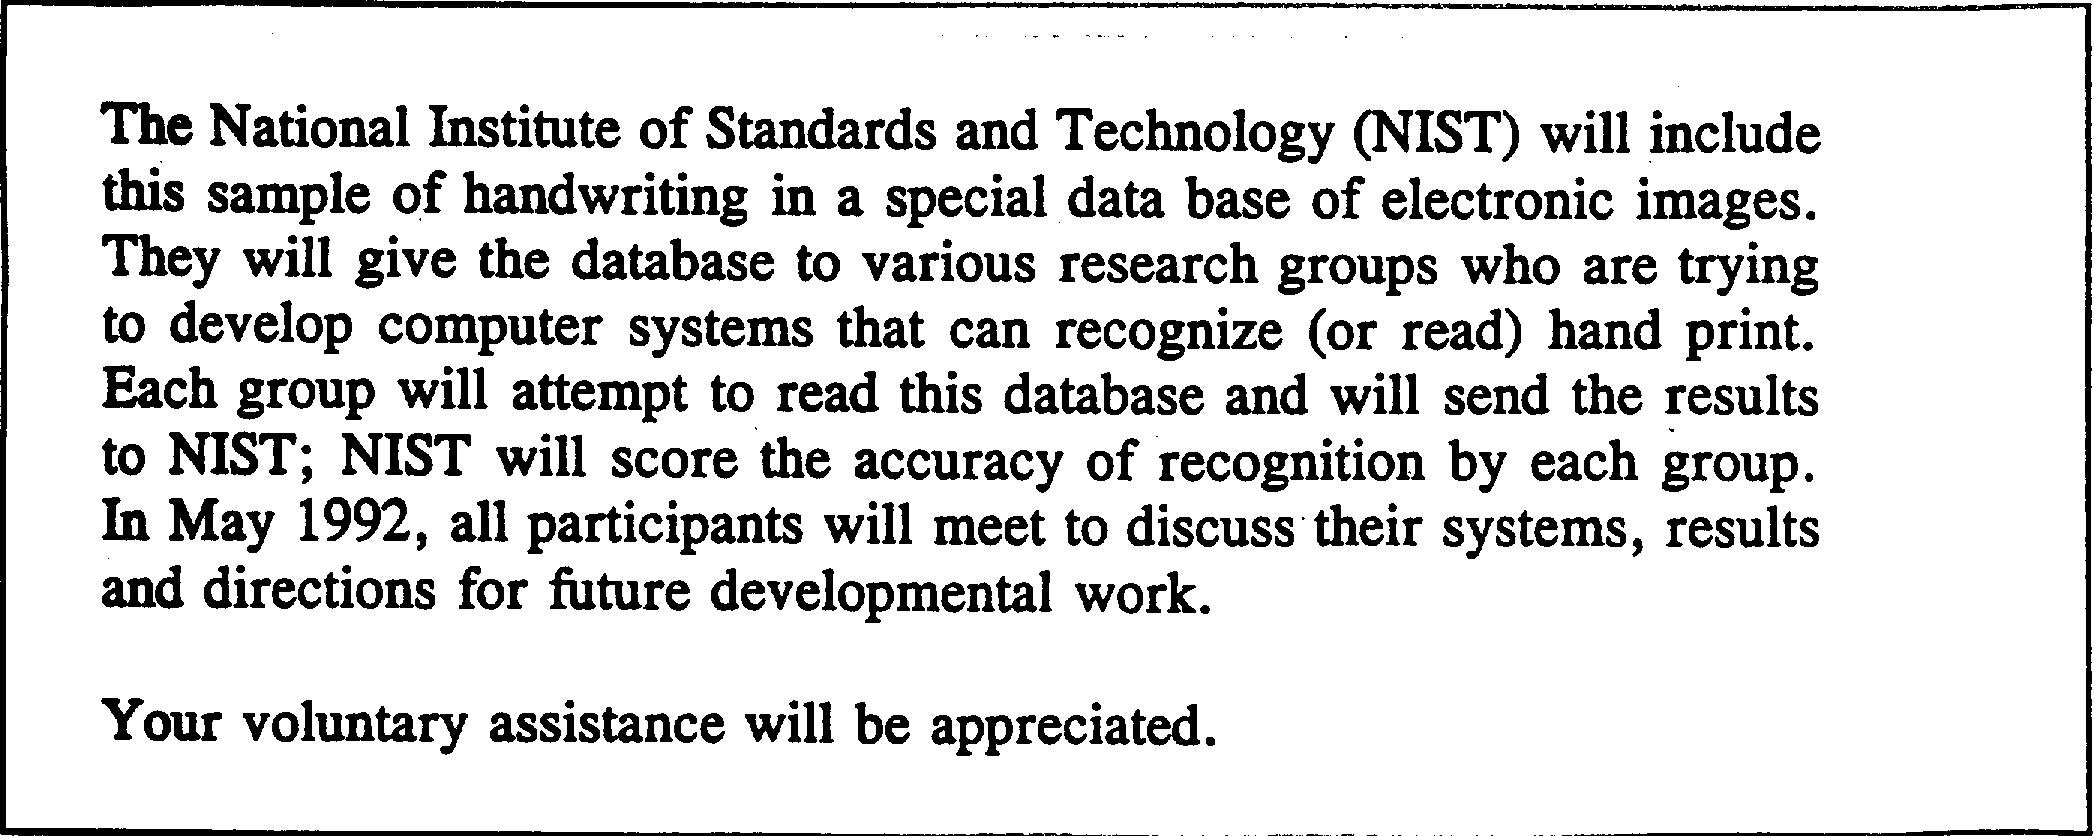 The National Institute of Standards and Technology (NIST) will include
this sample of handwriting in a special data base of electronic images.
They will give the database to various research groups who are trying
to develop computer systems that can recognize (or read) hand print.
Each group will attempt to read this database and will send the results
to NIST; NIST will score the accuracy of recognition by each group.
In May 1992, all participants will meet to discuss their systems, results
and directions for future developmental work.
Your voluntary assistance will be appreciated.